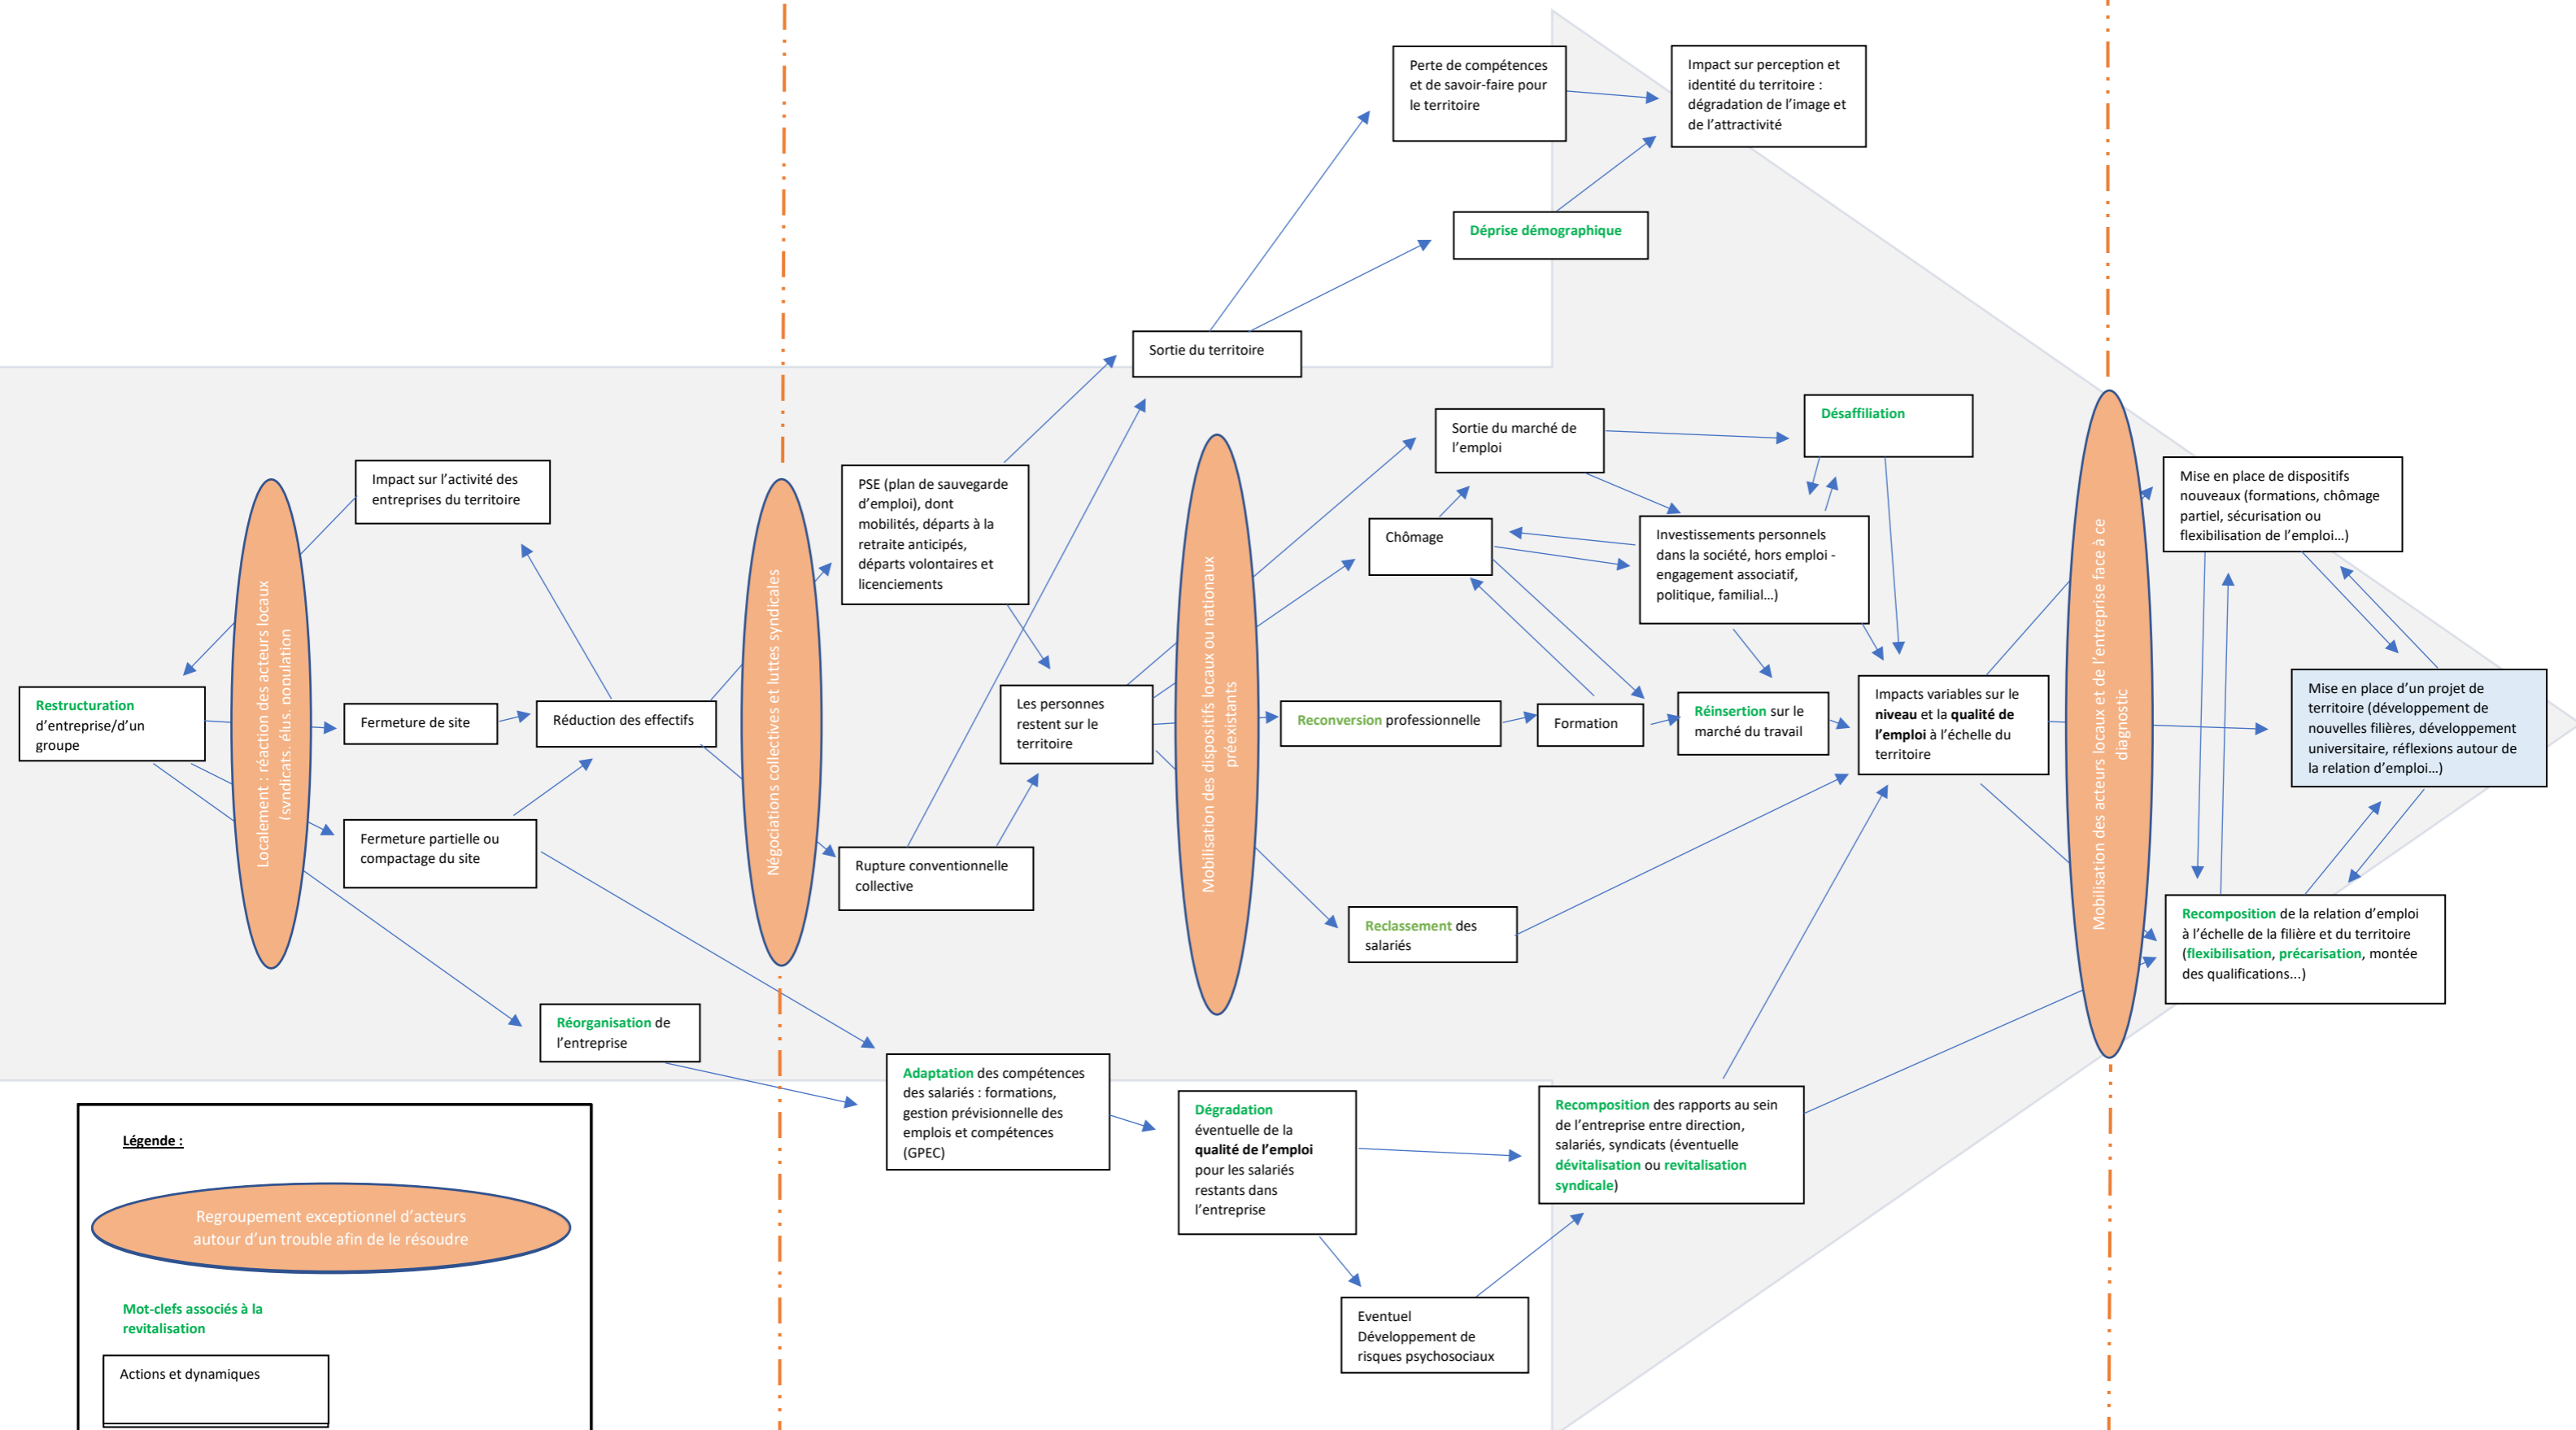 Perte de compétences
et de savoir-faire pour
le territoire
Impact sur perception et
identité du territoire :
dégradation de l’image et
de l’attractivité
Déprise démographique
Sortie du territoire
Impact sur l’activité des
entreprises du territoire
Localement : réaction des acteurs locaux
(syndicats, élus, population
Restructuration
d’entreprise/d’un
groupe
Fermeture de site
Réduction des effectifs
Fermeture partielle ou
compactage du site
Réorganisation de
l’entreprise
Négociations collectives et luttes syndicales
PSE (plan de sauvegarde
d’emploi), dont
mobilités, départs à la
retraite anticipés,
départs volontaires et
licenciements
Les personnes
restent sur le
territoire
Rupture conventionnelle
collective
Mobilisation des dispositifs locaux ou nationaux
préexistants
Sortie du marché de
l’emploi
Désaffiliation
Chômage
Investissements personnels
dans la société, hors emploi -
engagement associatif,
politique, familial…)
Reconversion professionnelle
Formation
Réinsertion sur le
marché du travail
Impacts variables sur le
niveau et la qualité de
l’emploi à l’échelle du
territoire
Reclassement des
salariés
Mobilisation des acteurs locaux et de l’entreprise face à ce
diagnostic
Mise en place de dispositifs
nouveaux (formations, chômage
partiel, sécurisation ou
flexibilisation de l’emploi…)
Mise en place d’un projet de
territoire (développement de
nouvelles filières, développement
universitaire, réflexions autour de
la relation d’emploi…)
Recomposition de la relation d’emploi
à l’échelle de la filière et du territoire
(flexibilisation, précarisation, montée
des qualifications...)
Adaptation des compétences
des salariés : formations,
gestion prévisionnelle des
emplois et compétences
(GPEC)
Dégradation
éventuelle de la
qualité de l’emploi
pour les salariés
restants dans
l’entreprise
Recomposition des rapports au sein
de l’entreprise entre direction,
salariés, syndicats (éventuelle
dévitalisation ou revitalisation
syndicale)
Eventuel
Développement de
risques psychosociaux
Légende :
Regroupement exceptionnel d’acteurs
autour d’un trouble afin de le résoudre
Mot-clefs associés à la
revitalisation
Actions et dynamiques